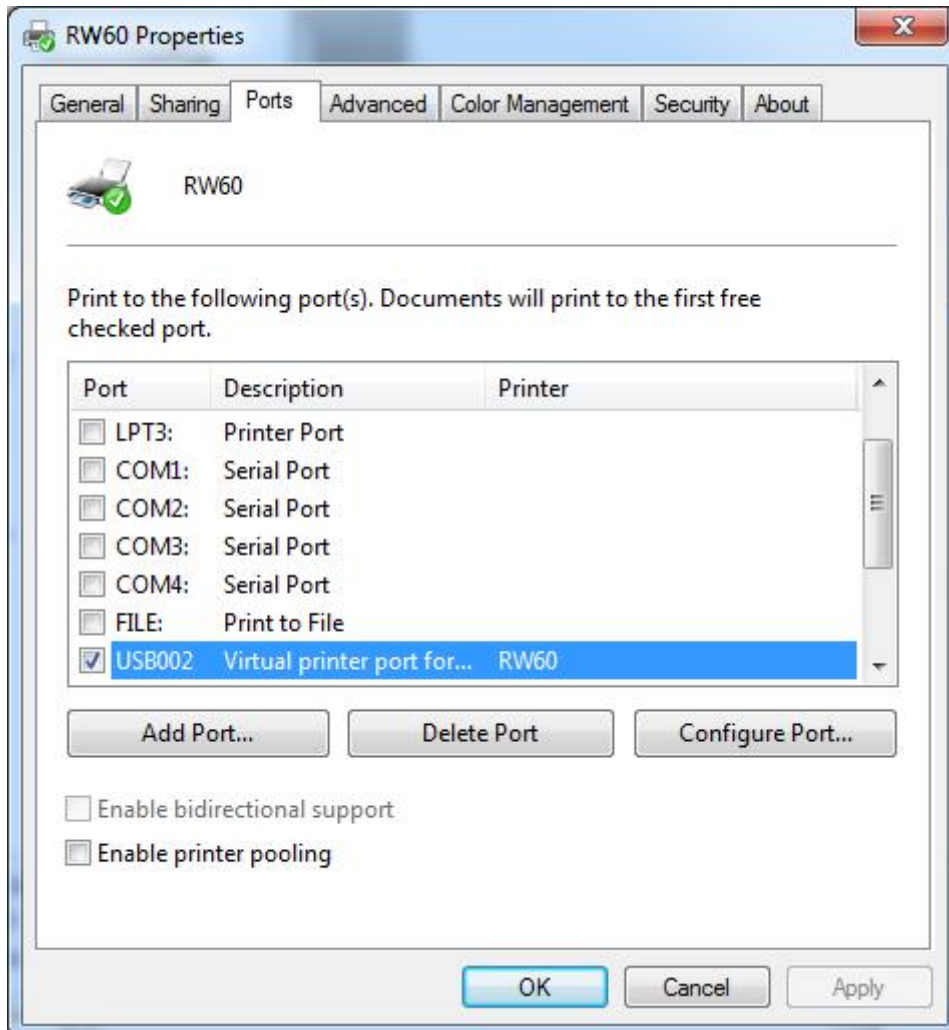 RW60 Properties
General Sharing Ports Advanced Color Management Security About
RW60
Print to the following port(s). Documents will print to the first free
checked port.
Port Description Printer
LPT3: Printer Port
COM1: Serial Port
COM2: Serial Port
COM3: Serial Port
COM4: Serial Port
FILE: Print to File
USB002 Virtual printer port for... RW60
Add Port... Delete Port Configure Port...
Enable bidirectional support
Enable printer pooling
OK Cancel Apply